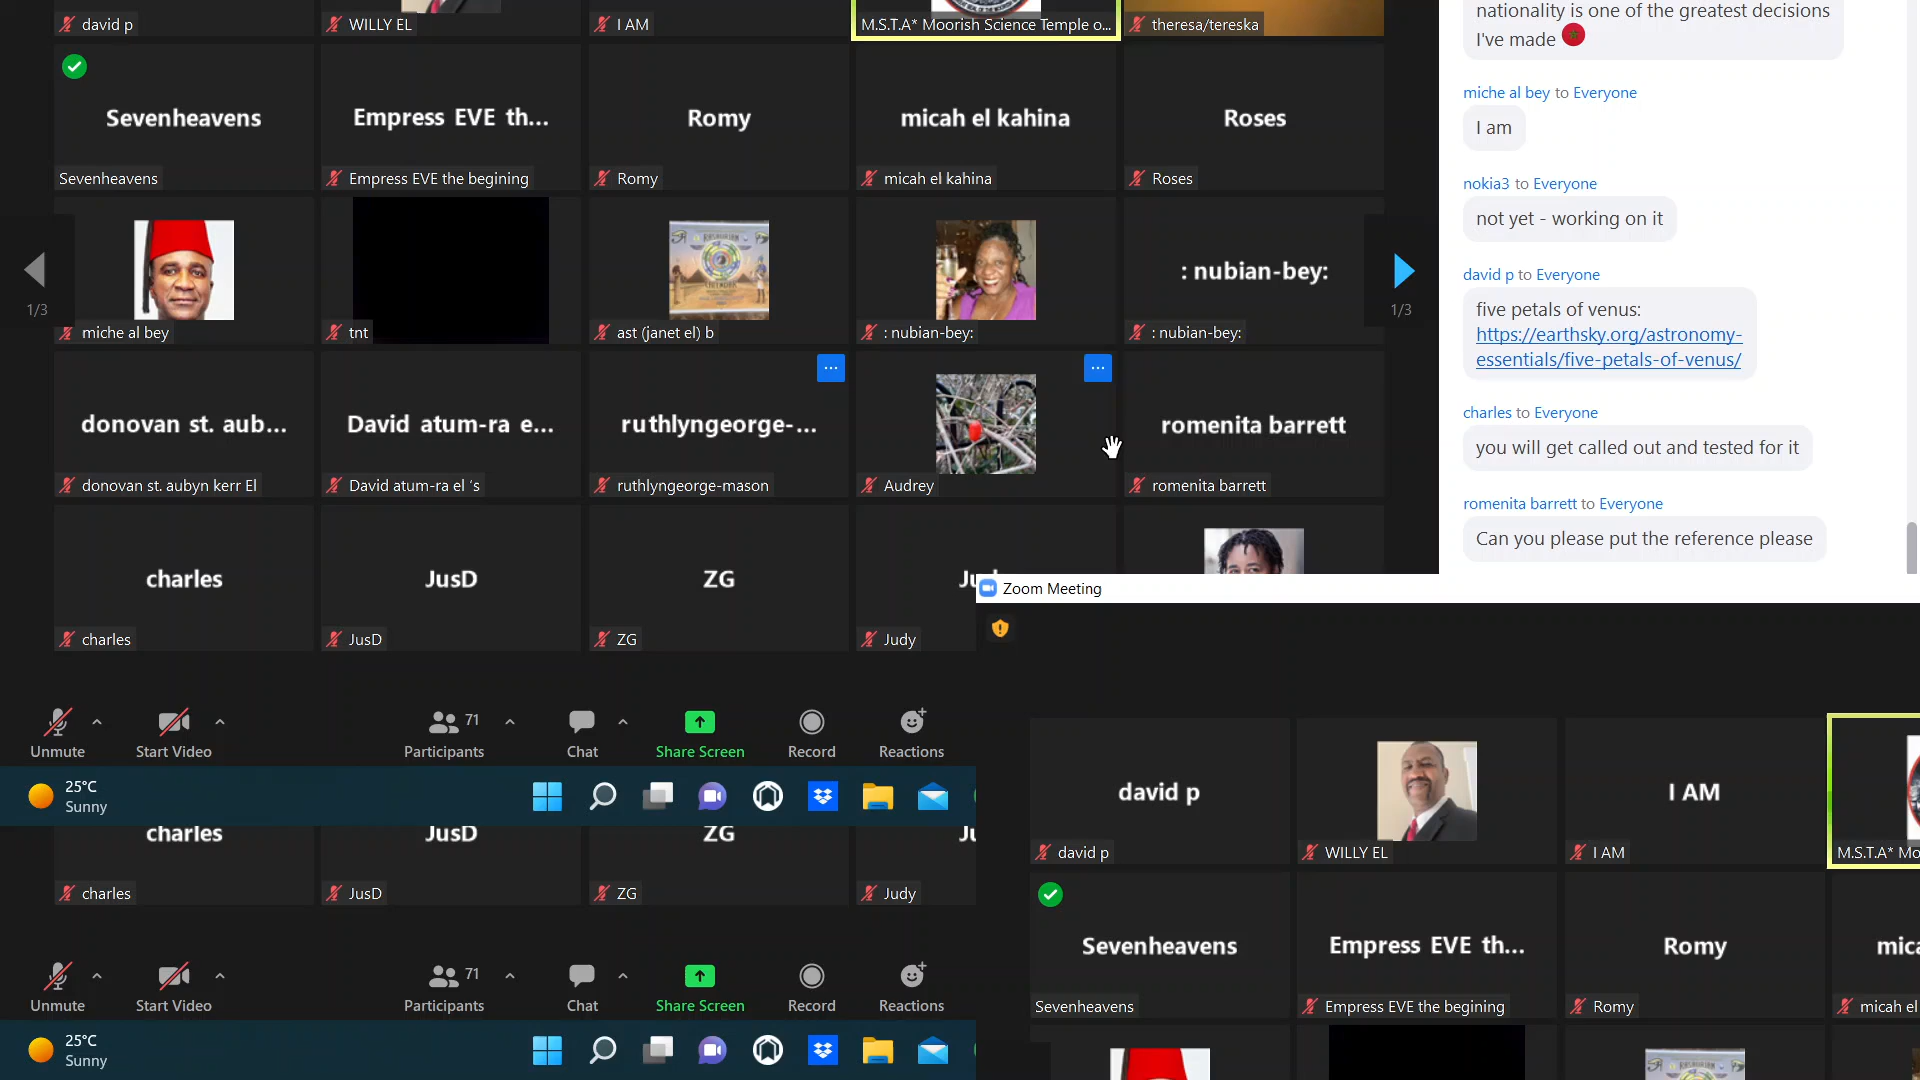 david p
WILLY EL
I AM
M.S.T.A* Moorish Science Temple o...
theresa/tereska
Sevenheavens
Empress EVE th...
Romy
micah el kahina
Roses
Sevenheavens
Empress EVE the begining
Romy
micah el kahina
Roses
: nubian-bey:
1/3
1/3
miche al bey
tnt
ast (janet el) b
: nubian-bey:
: nubian-bey:
donovan st. aub...
David atum-ra e...
ruthlyngeorge-...
romenita barrett
donovan st. aubyn kerr El
David atum-ra el ‘s
ruthlyngeorge-mason
Audrey
romenita barrett
charles
JusD
ZG
charles
JusD
ZG
Judy
Unmute
Start Video
71
Participants
Chat
Share Screen
Record
Reactions
25°C
Sunny
charles
JusD
ZG
charles
JusD
ZG
Judy
Unmute
Start Video
71
Participants
Chat
Share Screen
Record
Reactions
25°C
Sunny
nationality is one of the greatest decisions
I've made
miche al bey to Everyone
I am
nokia3 to Everyone
not yet - working on it
david p to Everyone
five petals of venus:
https://earthsky.org/astronomy-
essentials/five-petals-of-venus/
charles to Everyone
you will get called out and tested for it
romenita barrett to Everyone
Can you please put the reference please
Zoom Meeting
david p
I AM
david p
WILLY EL
I AM
M.S.T.A* Mo
Sevenheavens
Empress EVE th...
Romy
mica
Sevenheavens
Empress EVE the begining
Romy
micah el